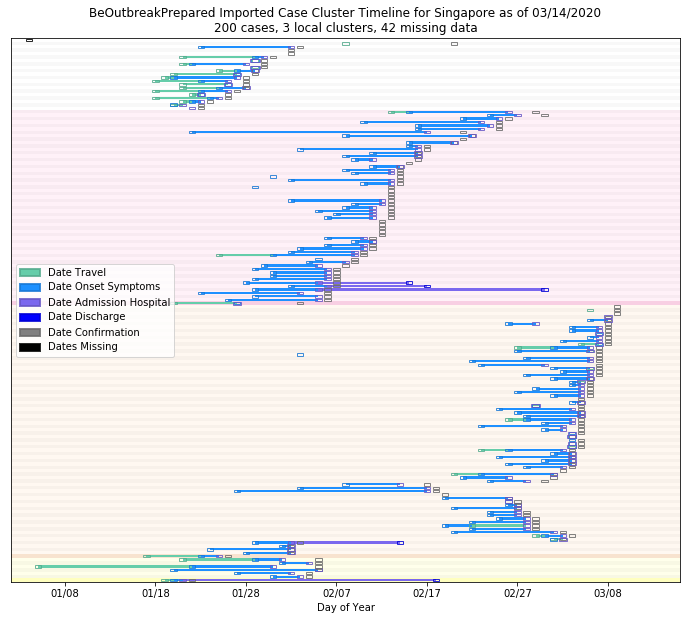 BeOutbreakPrepared Imported Case Cluster Timeline for Singapore as of 03/14/2020
200 cases, 3 local clusters, 42 missing data
Date Travel
Date Onset Symptoms
Date Admission Hospital
Date Discharge
Date Confirmation
Dates Missing
01/08 01/18 01/28 02/07 02/17 02/27 03/08
Day of Year